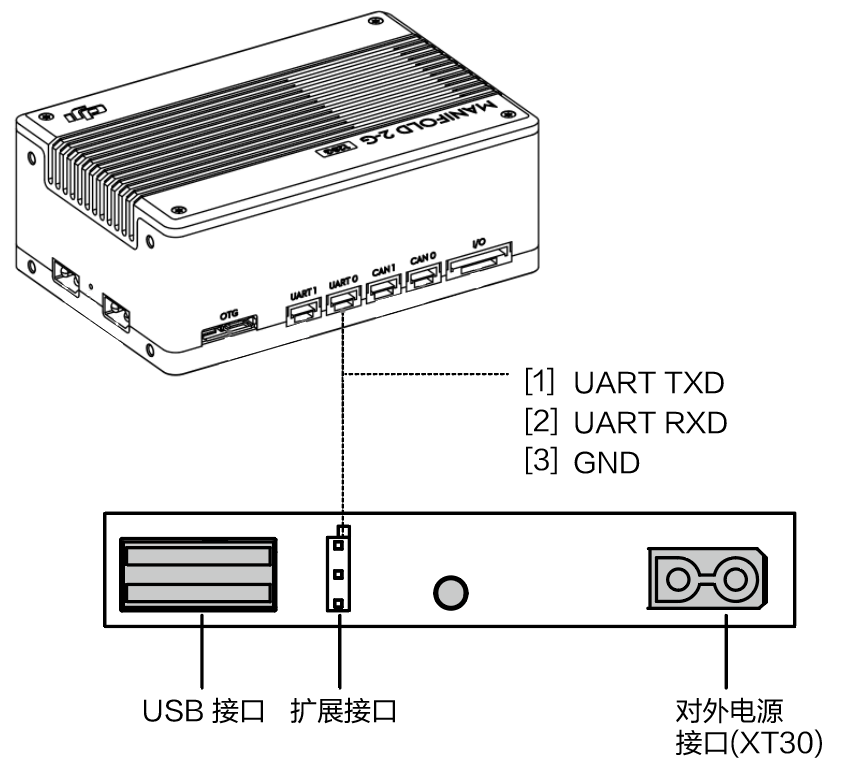 dji
MANIFOLD 2-G
128G
I/O
CAN 0
CAN 1
UART 0
UART 1
OTG
[1] UART TXD
[2] UART RXD
[3] GND
USB 接口
扩展接口
对外电源
接口(XT30)